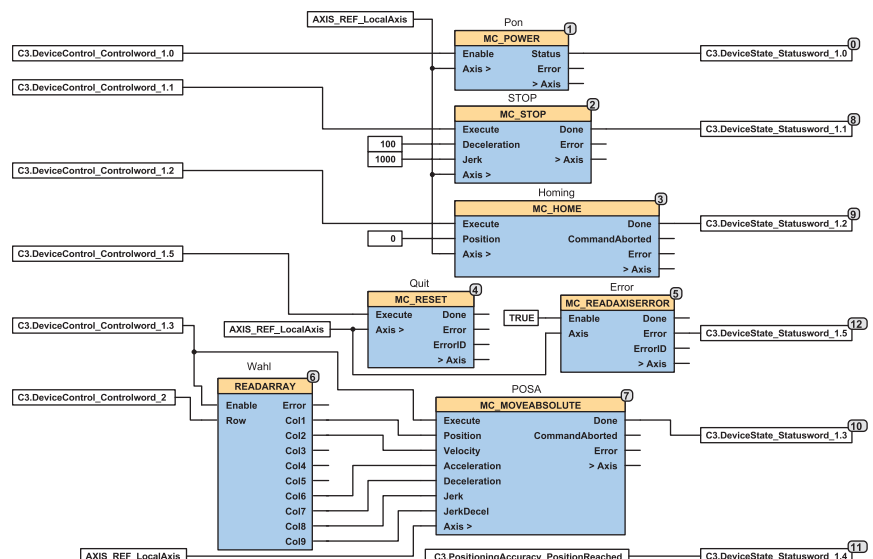 AXIS_REF_LocalAxis
Pon
1
MC_POWER
0
C3.DeviceControl_Controlword_1.0
Enable Status
C3.DeviceState_Statusword_1.0
Axis > Error
> Axis
C3.DeviceControl_Controlword_1.1
STOP
2
MC_STOP
8
Execute Done
C3.DeviceState_Statusword_1.1
100
Deceleration Error
1000
Jerk > Axis
Axis >
C3.DeviceControl_Controlword_1.2
Homing
3
MC_HOME
9
Execute Done
C3.DeviceState_Statusword_1.2
0
Position CommandAborted
Axis > Error
> Axis
C3.DeviceControl_Controlword_1.5
Quit
4
MC_RESET
Execute Done
Axis > Error
ErrorID
> Axis
Error
5
MC_READAXISERROR
12
TRUE
Enable Done
Axis Error
C3.DeviceState_Statusword_1.5
ErrorID
> Axis
C3.DeviceControl_Controlword_1.3
AXIS_REF_LocalAxis
Wahl
6
READARRAY
C3.DeviceControl_Controlword_2
Enable Error
Row Col1
Col2
Col3
Col4
Col5
Col6
Col7
Col8
Col9
POSA
7
MC_MOVEABSOLUTE
10
Execute Done
Position CommandAborted
C3.DeviceState_Statusword_1.3
Velocity Error
Acceleration > Axis
Deceleration
Jerk
JerkDecel
Axis >
11
AXIS_REF_LocalAxis
C3.PositioningAccuracy_PositionReached
C3.DeviceState_Statusword_1.4